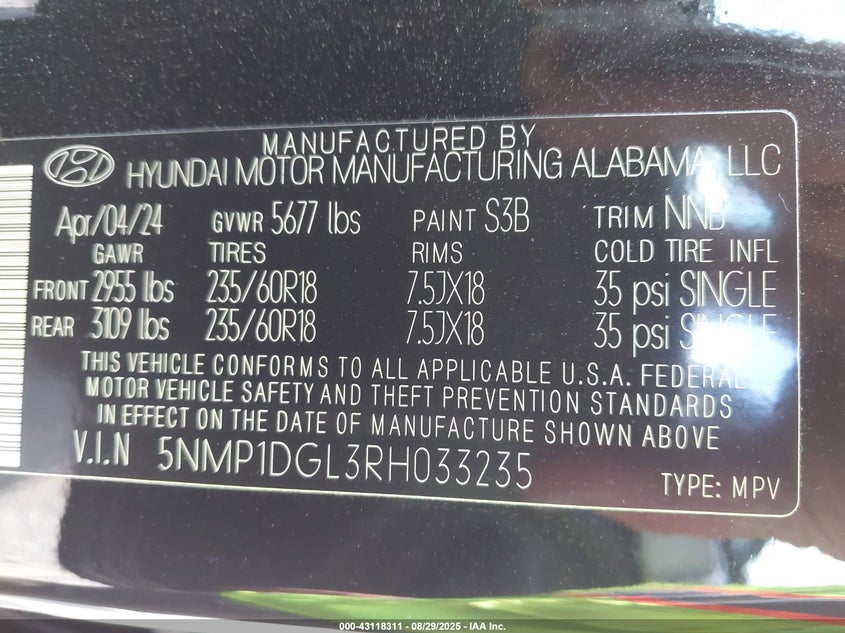 MANUFACTURED BY
HYUNDAI MOTOR MANUFACTURING ALABAMA, LLC
Apr/04/24 GVWR 5677 lbs PAINT S3B TRIM NNB
GAWR TIRES RIMS COLD TIRE INFL
FRONT 2955 lbs 235/60R18 7.5JX18 35 psi SINGLE
REAR 3109 lbs 235/60R18 7.5JX18 35 psi SINGLE
THIS VEHICLE CONFORMS TO ALL APPLICABLE U.S.A. FEDERAL
MOTOR VEHICLE SAFETY AND THEFT PREVENTION STANDARDS
IN EFFECT ON THE DATE OF MANUFACTURE SHOWN ABOVE
V.I.N 5NMP1DGL3RH033235
TYPE: MPV
000-43118311 - 08/29/2025 - IAA Inc.